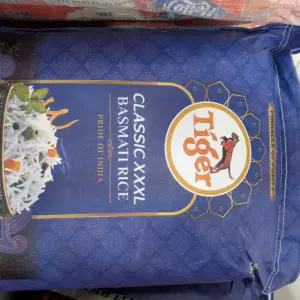 Tiger
CLASSIC XXXL
BASMATI RICE
PRIDE OF INDIA